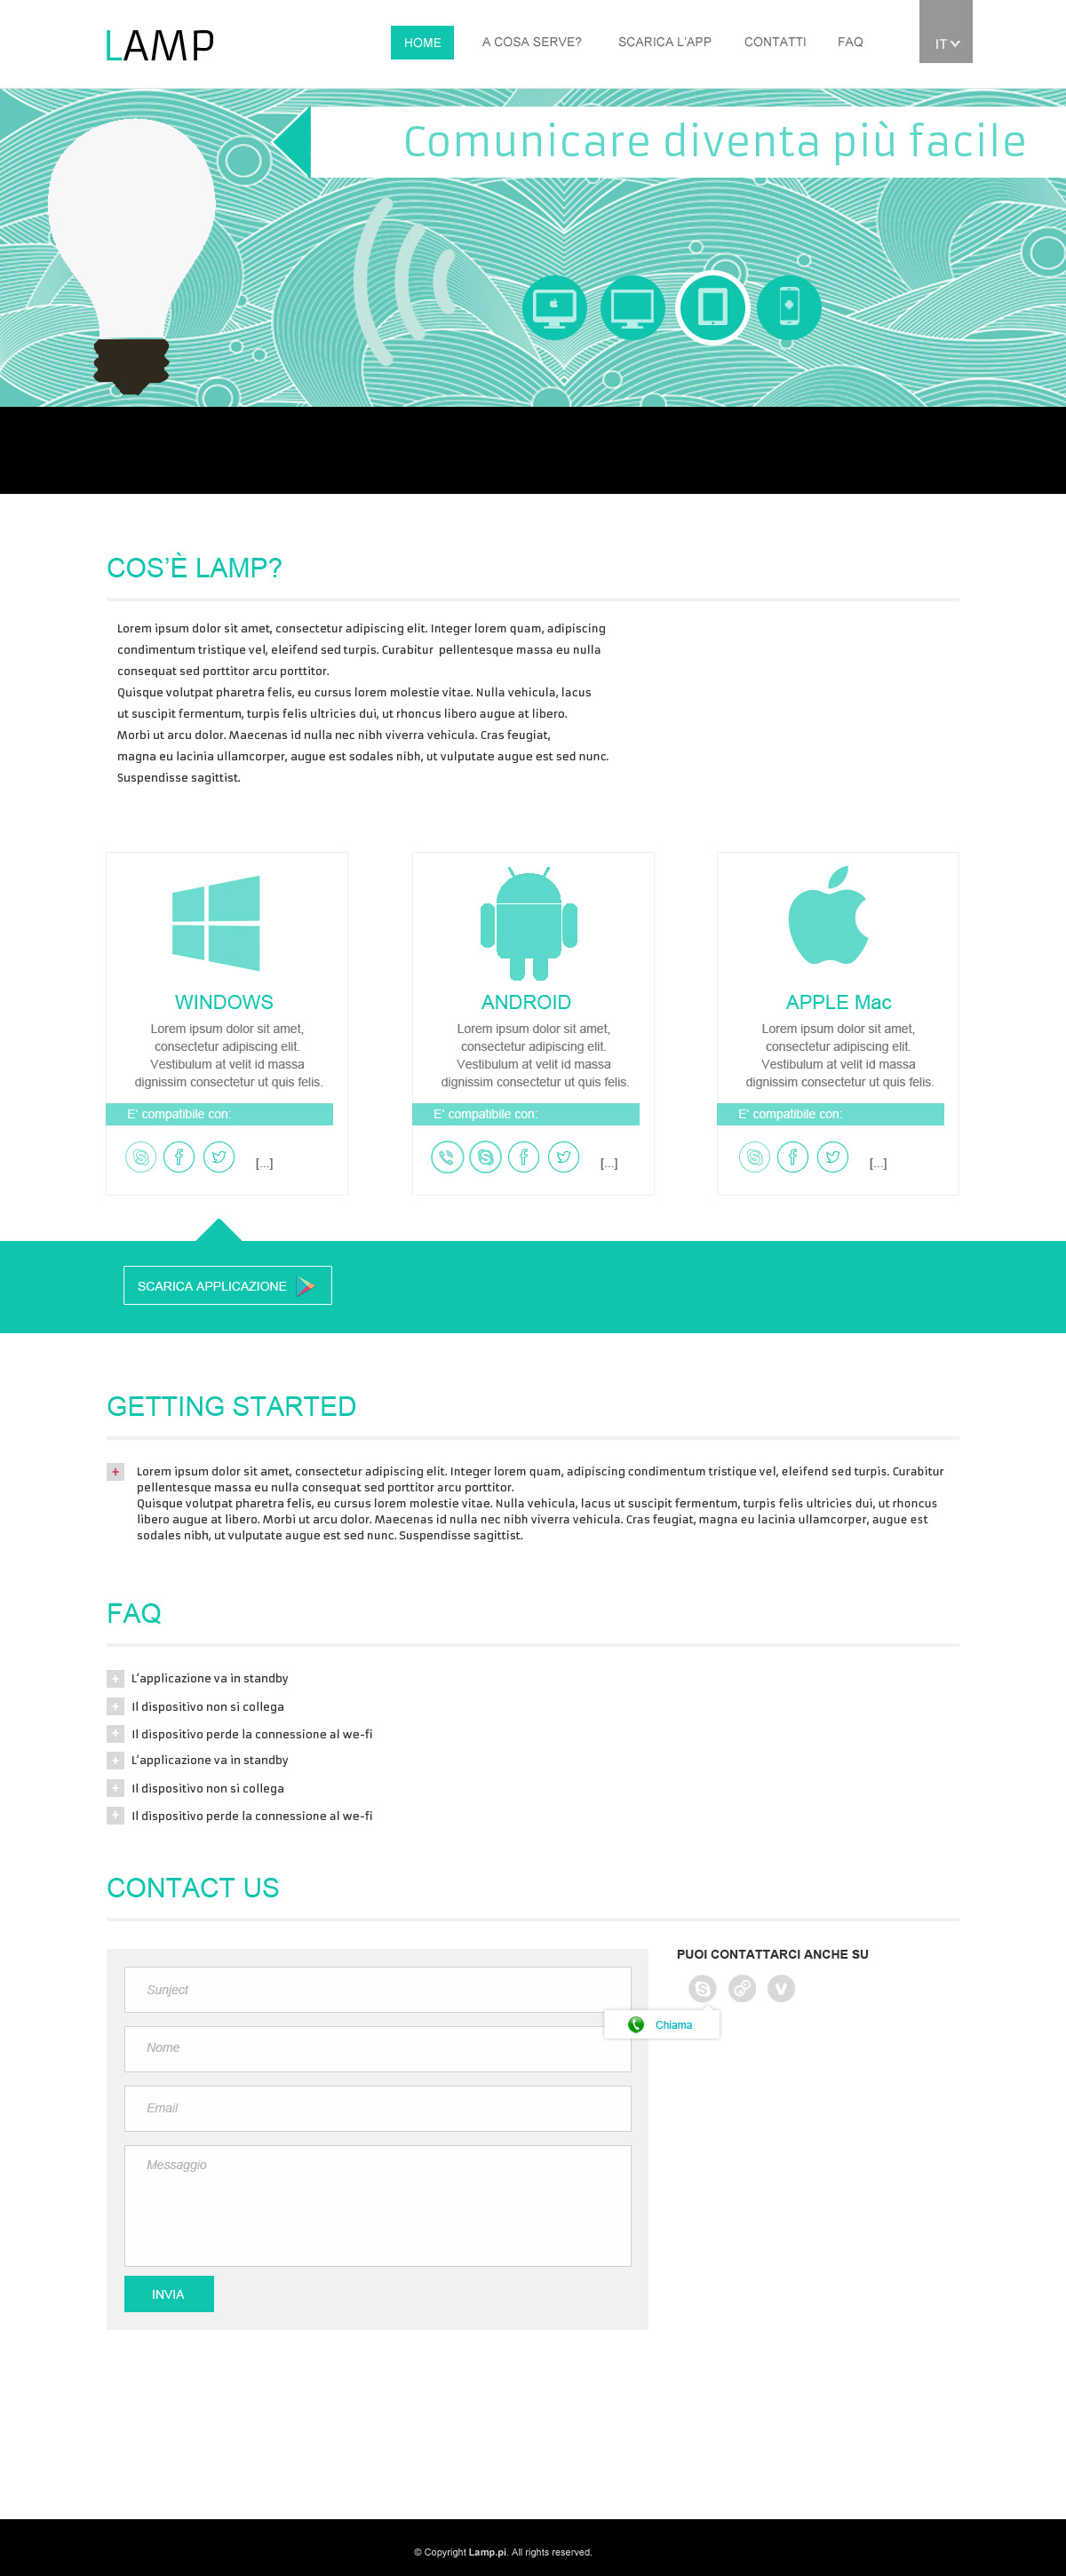 LAMP
HOME
A COSA SERVE?
SCARICA L'APP
CONTATTI
FAQ
IT
Comunicare diventa più facile
COS'È LAMP?
Lorem ipsum dolor sit amet, consectetur adipiscing elit. Integer lorem quam, adipiscing
condimentum tristique vel, eleifend sed turpis. Curabitur pellentesque massa eu nulla
consequat sed porttitor arcu porttitor.
Quisque volutpat pharetra felis, eu cursus lorem molestie vitae. Nulla vehicula, lacus
ut suscipit fermentum, turpis felis ultricies dui, ut rhoncus libero augue at libero.
Morbi ut arcu dolor. Maecenas id nulla nec nibh viverra vehicula. Cras feugiat,
magna eu lacinia ullamcorper, augue est sodales nibh, ut vulputate augue est sed nunc.
Suspendisse sagittist.
WINDOWS
Lorem ipsum dolor sit amet,
consectetur adipiscing elit.
Vestibulum at velit id massa
dignissim consectetur ut quis felis.
E' compatibile con:
[...]
ANDROID
Lorem ipsum dolor sit amet,
consectetur adipiscing elit.
Vestibulum at velit id massa
dignissim consectetur ut quis felis.
E' compatibile con:
[...]
APPLE Mac
Lorem ipsum dolor sit amet,
consectetur adipiscing elit.
Vestibulum at velit id massa
dignissim consectetur ut quis felis.
E' compatibile con:
[...]
SCARICA APPLICAZIONE
GETTING STARTED
+ Lorem ipsum dolor sit amet, consectetur adipiscing elit. Integer lorem quam, adipiscing condimentum tristique vel, eleifend sed turpis. Curabitur
pellentesque massa eu nulla consequat sed porttitor arcu porttitor.
Quisque volutpat pharetra felis, eu cursus lorem molestie vitae. Nulla vehicula, lacus ut suscipit fermentum, turpis felis ultricies dui, ut rhoncus
libero augue at libero. Morbi ut arcu dolor. Maecenas id nulla nec nibh viverra vehicula. Cras feugiat, magna eu lacinia ullamcorper, augue est
sodales nibh, ut vulputate augue est sed nunc. Suspendisse sagittist.
FAQ
+ L'applicazione va in standby
+ Il dispositivo non si collega
+ Il dispositivo perde la connessione al we-fi
+ L'applicazione va in standby
+ Il dispositivo non si collega
+ Il dispositivo perde la connessione al we-fi
CONTACT US
Sunject
Nome
Email
Messaggio
INVIA
PUOI CONTATTARCI ANCHE SU
Chiama
© Copyright Lamp.pi. All rights reserved.